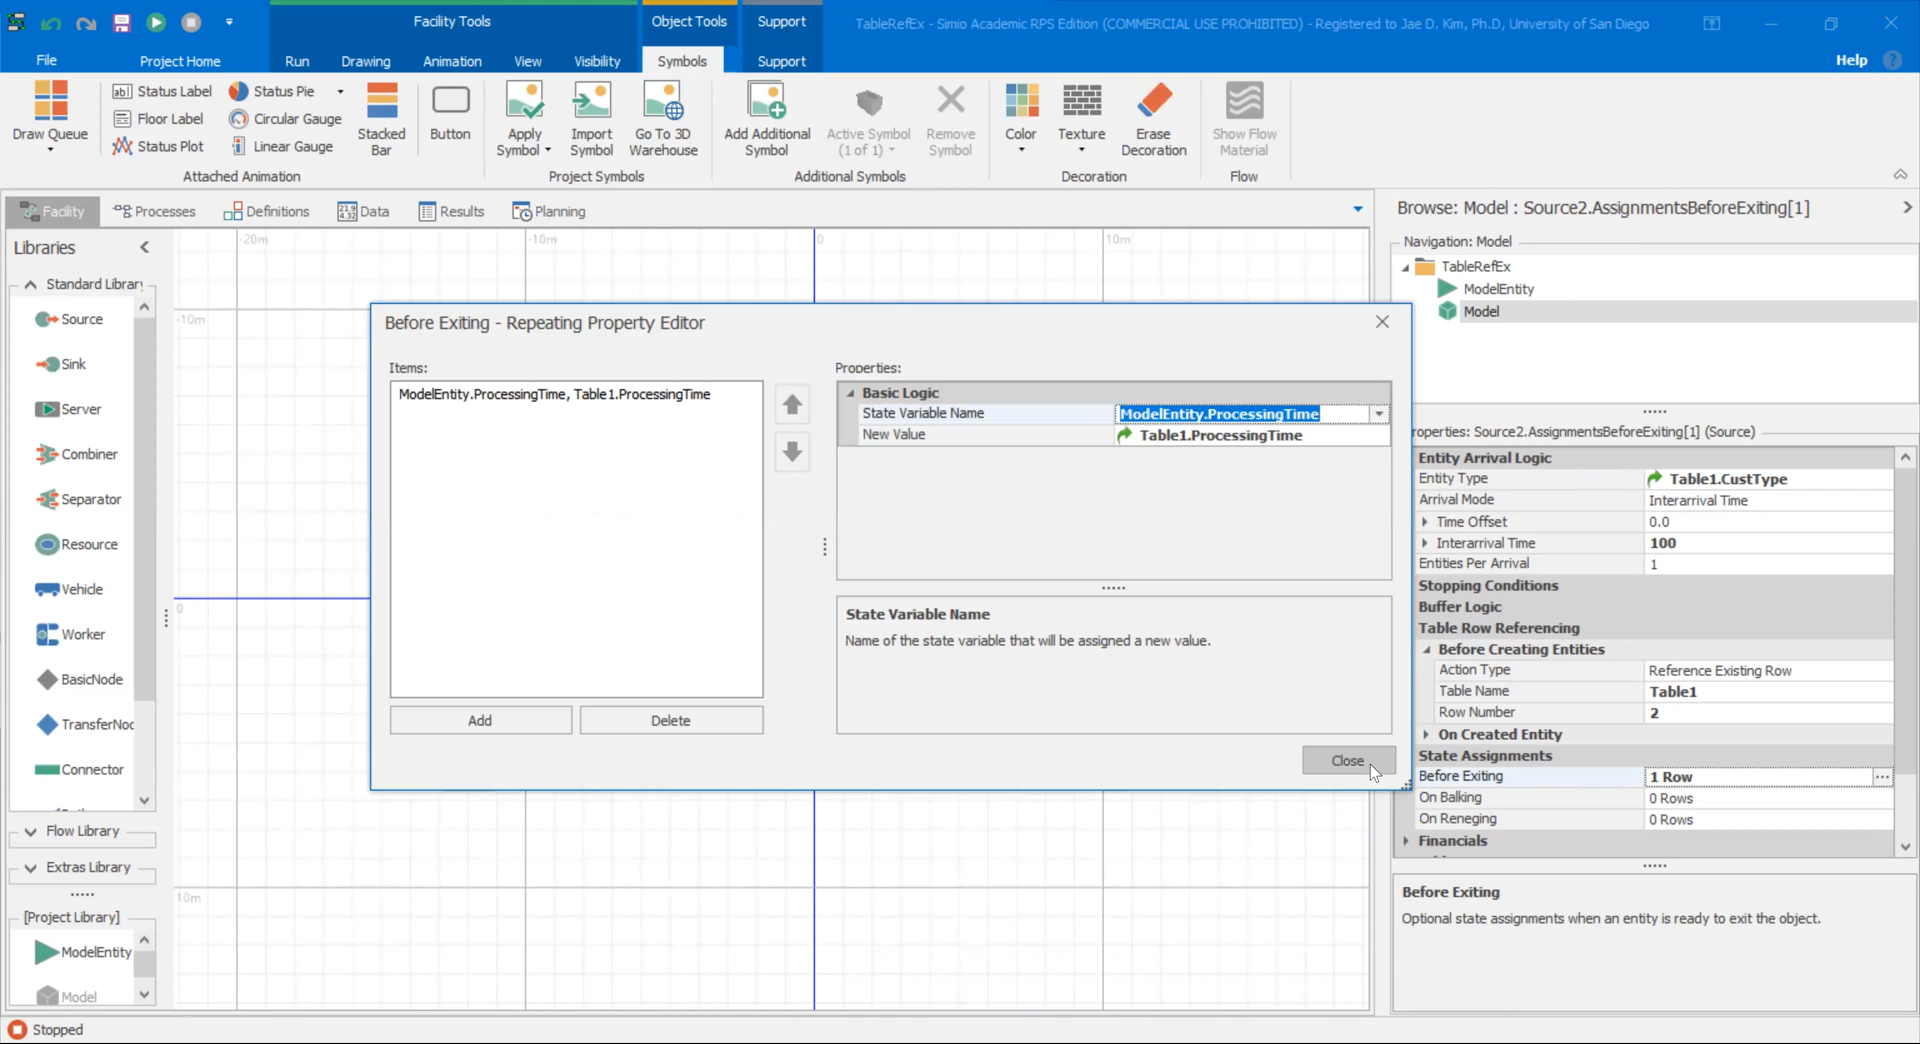 Facility Tools
Object Tools
Support
TableRefEx - Simio Academic RPS Edition (COMMERCIAL USE PROHIBITED) - Registered to Jae D. Kim, Ph.D, University of San Diego
File
Project Home
Run
Drawing
Animation
View
Visibility
Symbols
Support
Help
Draw Queue
Status Label
Floor Label
Status Plot
Status Pie
Circular Gauge
Linear Gauge
Stacked
Bar
Button
Apply
Symbol
Import
Symbol
Go To 3D
Warehouse
Add Additional
Symbol
Active Symbol
(1 of 1)
Remove
Symbol
Color
Texture
Erase
Decoration
Show Flow
Material
Attached Animation
Project Symbols
Additional Symbols
Decoration
Flow
Facility
Processes
Definitions
Data
Results
Planning
Libraries
Standard Library
Source
Sink
Server
Combiner
Separator
Resource
Vehicle
Worker
BasicNode
TransferNod
Connector
Flow Library
Extras Library
[Project Library]
ModelEntity
Model
-20m
-10m
0
10m
-10m
0
10m
Before Exiting - Repeating Property Editor
Items:
ModelEntity.ProcessingTime, Table1.ProcessingTime
Add
Delete
Properties:
Basic Logic
State Variable Name
ModelEntity.ProcessingTime
New Value
Table1.ProcessingTime
State Variable Name
Name of the state variable that will be assigned a new value.
Close
Browse: Model : Source2.AssignmentsBeforeExiting[1]
Navigation: Model
TableRefEx
ModelEntity
Model
roperties: Source2.AssignmentsBeforeExiting[1] (Source)
Entity Arrival Logic
Entity Type
Table1.CustType
Arrival Mode
Interarrival Time
Time Offset
0.0
Interarrival Time
100
Entities Per Arrival
1
Stopping Conditions
Buffer Logic
Table Row Referencing
Before Creating Entities
Action Type
Reference Existing Row
Table Name
Table1
Row Number
2
On Created Entity
State Assignments
Before Exiting
1 Row
On Balking
0 Rows
On Reneging
0 Rows
Financials
Before Exiting
Optional state assignments when an entity is ready to exit the object.
Stopped